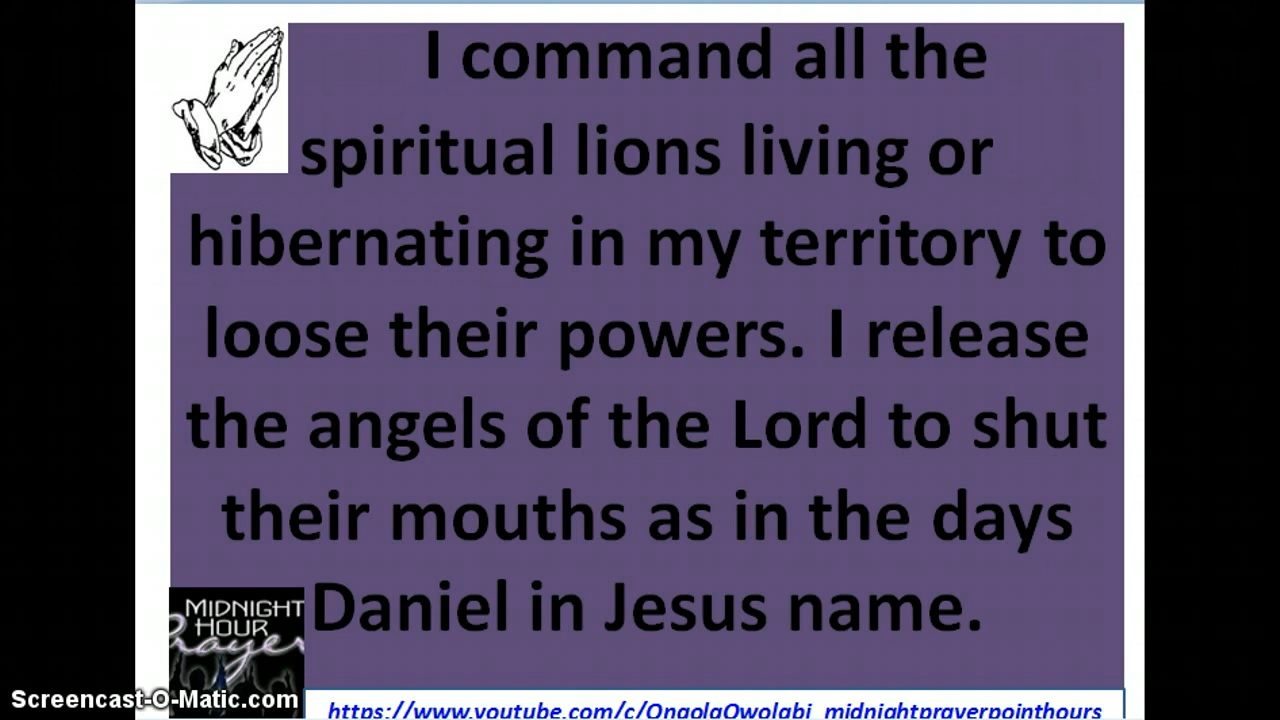 I command all the
spiritual lions living or
hibernating in my territory to
loose their powers. I release
the angels of the Lord to shut
their mouths as in the days
Daniel in Jesus name.
MIDNIGHT
HOUR
Prayer
Screencast-O-Matic.com
https://www.youtube.com/c/OngolaOwolabi_midnightprayerpointhours